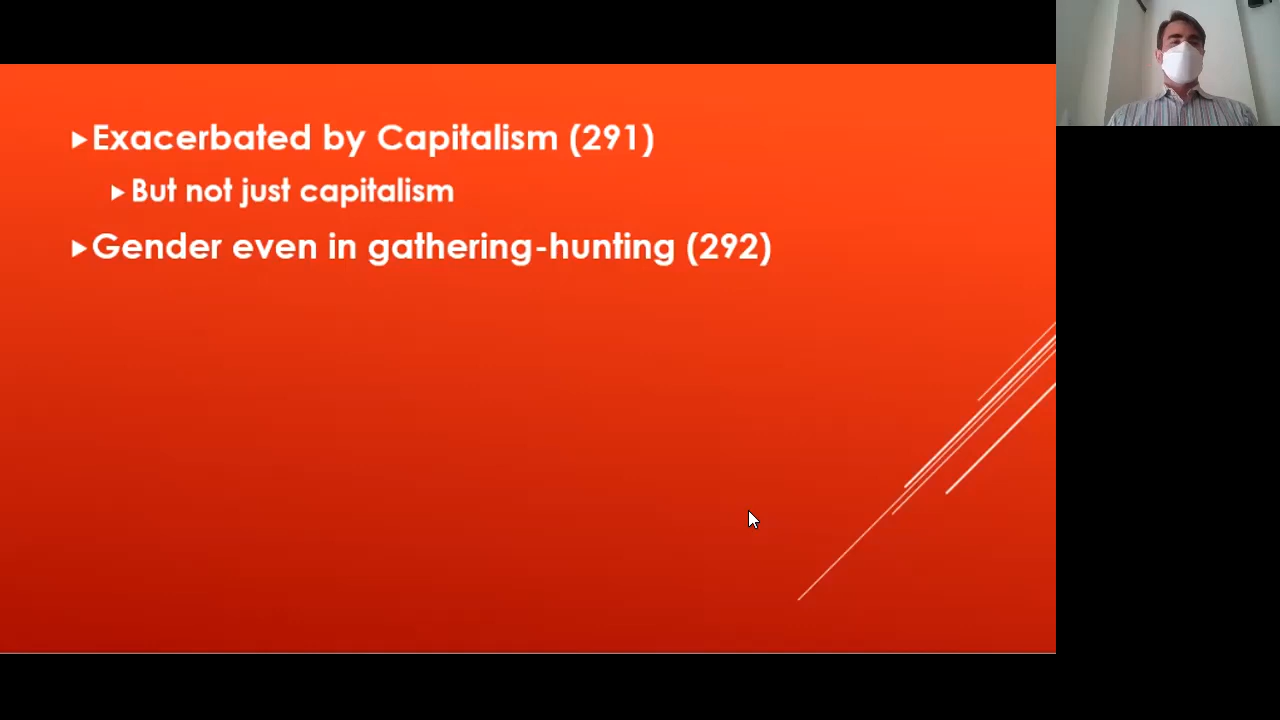 Exacerbated by Capitalism (291)
But not just capitalism
Gender even in gathering-hunting (292)